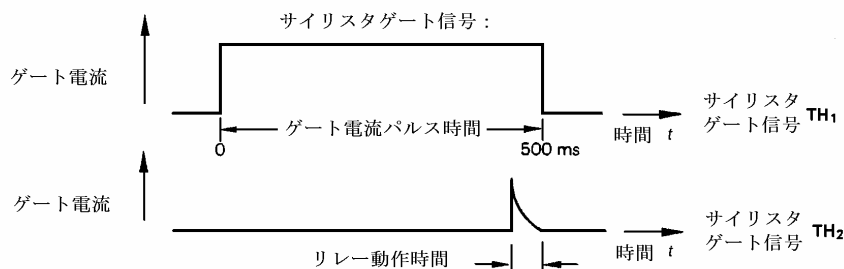 サイリスタゲート信号:
ゲート電流
ゲート電流パルス時間
0
500 ms
時間 t
サイリスタ
ゲート信号 TH₁
ゲート電流
リレー動作時間
時間 t
サイリスタ
ゲート信号 TH₂